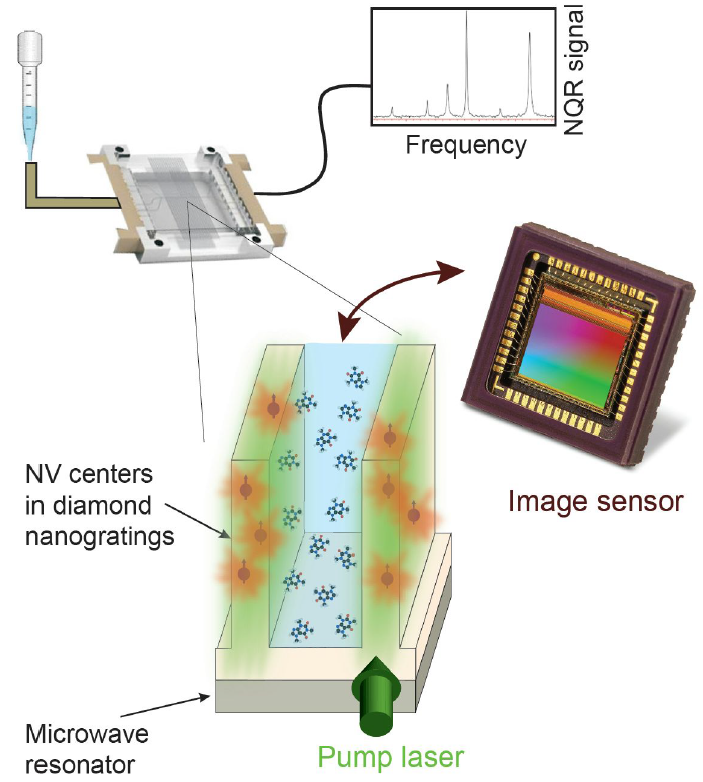 NQR signal
Frequency
NV centers
in diamond
nanogratings
Image sensor
Microwave
resonator
Pump laser